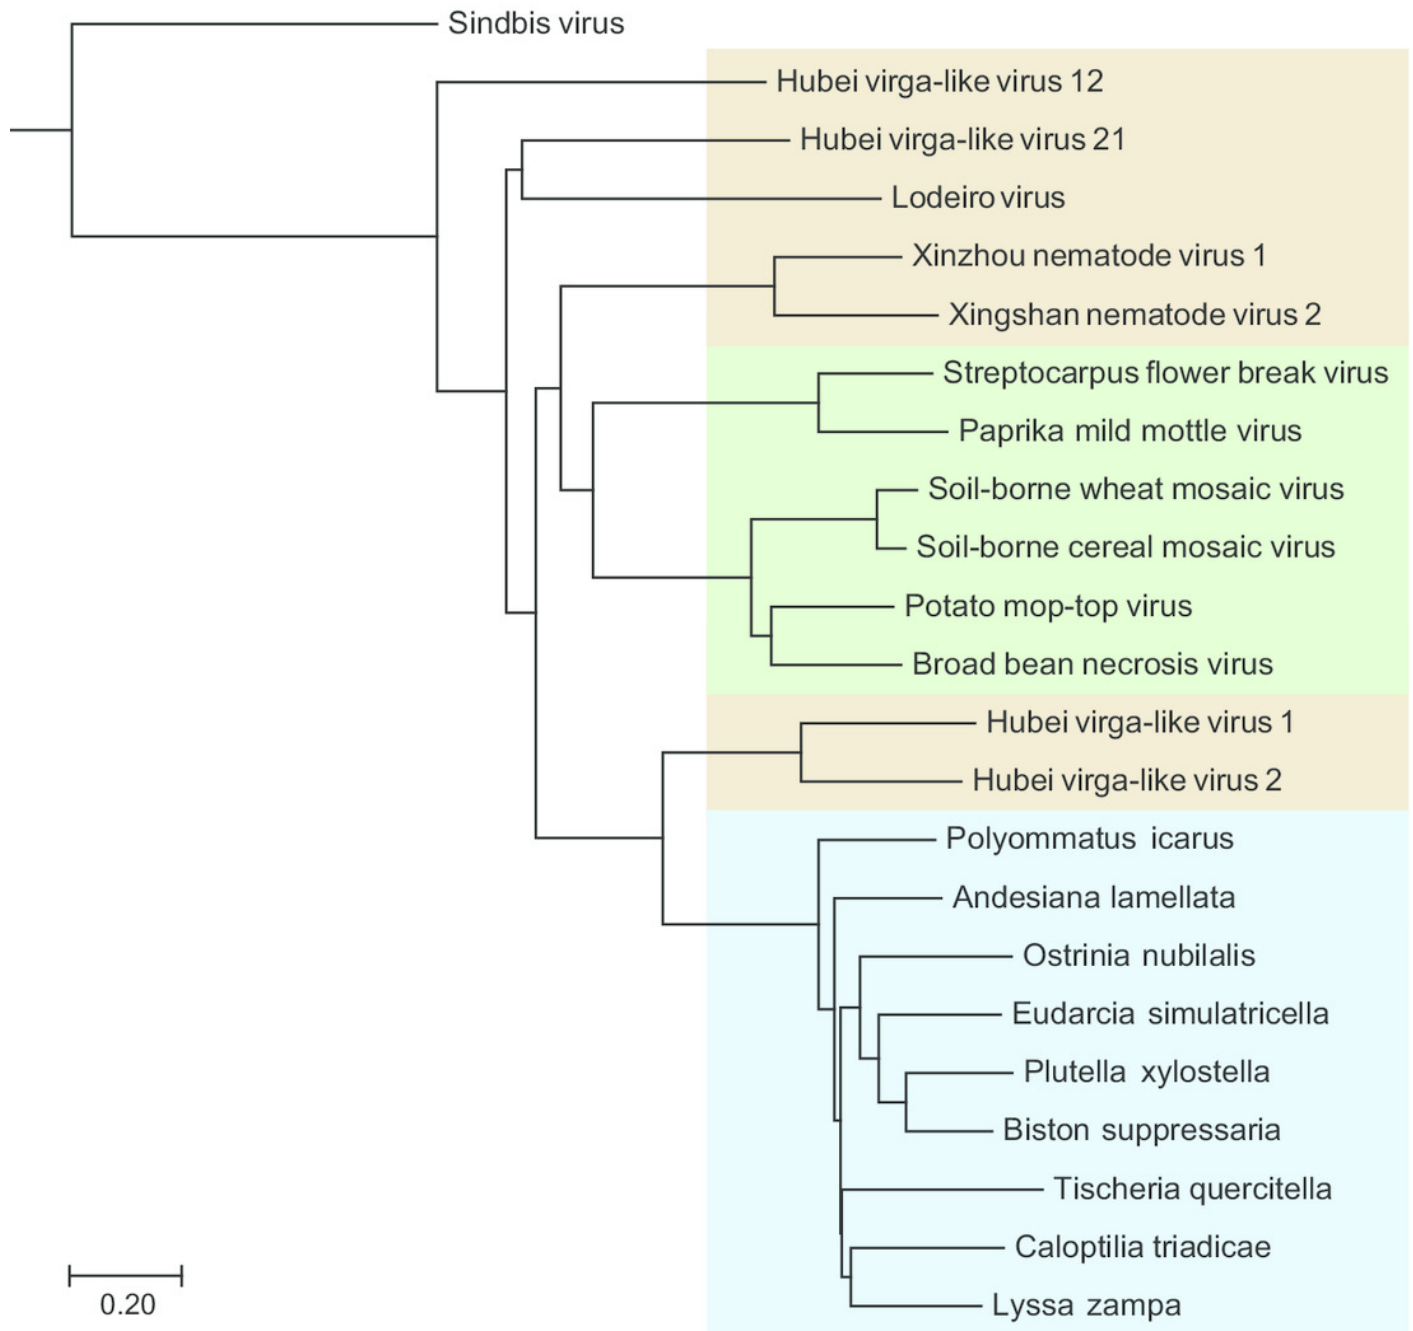 Sindbis virus
Hubei virga-like virus 12
Hubei virga-like virus 21
Lodeiro virus
Xinzhou nematode virus 1
Xingshan nematode virus 2
Streptocarpus flower break virus
Paprika mild mottle virus
Soil-borne wheat mosaic virus
Soil-borne cereal mosaic virus
Potato mop-top virus
Broad bean necrosis virus
Hubei virga-like virus 1
Hubei virga-like virus 2
Polyommatus icarus
Andesiana lamellata
Ostrinia nubilalis
Eudarcia simulatricella
Plutella xylostella
Biston suppressaria
Tischeria quercitella
Caloptilia triadicae
Lyssa zampa
0.20